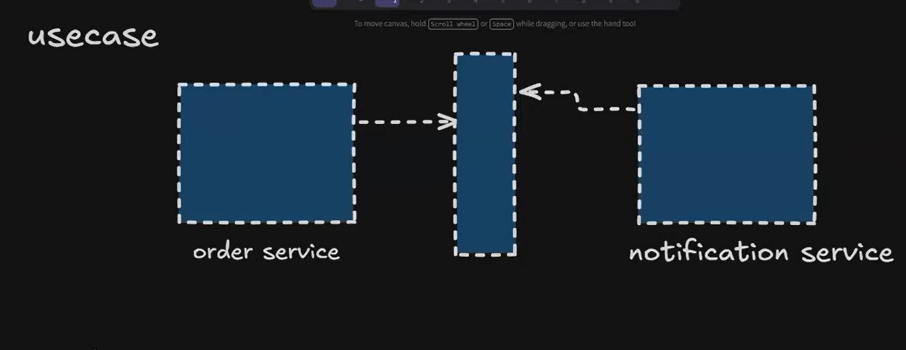 To move canvas, hold Scroll wheel or Space while dragging, or use the hand tool
usecase
order service
notification service